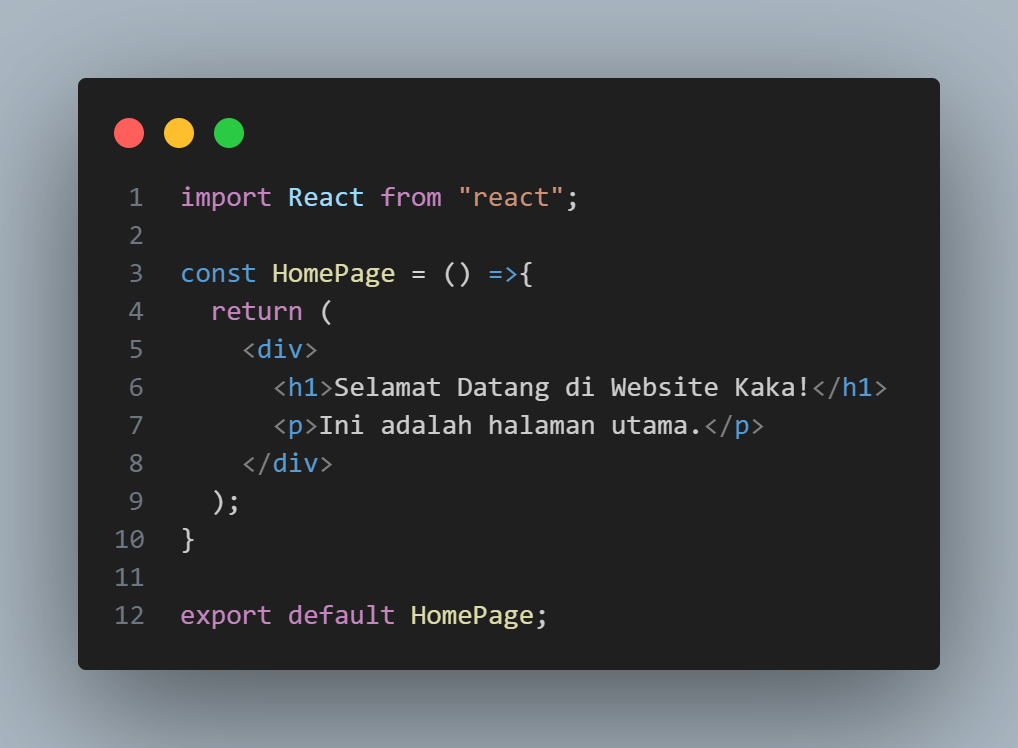 1 import React from "react";
2
3 const HomePage = () =>{
4   return (
5     <div>
6       <h1>Selamat Datang di Website Kaka!</h1>
7       <p>Ini adalah halaman utama.</p>
8     </div>
9   );
10 }
11
12 export default HomePage;